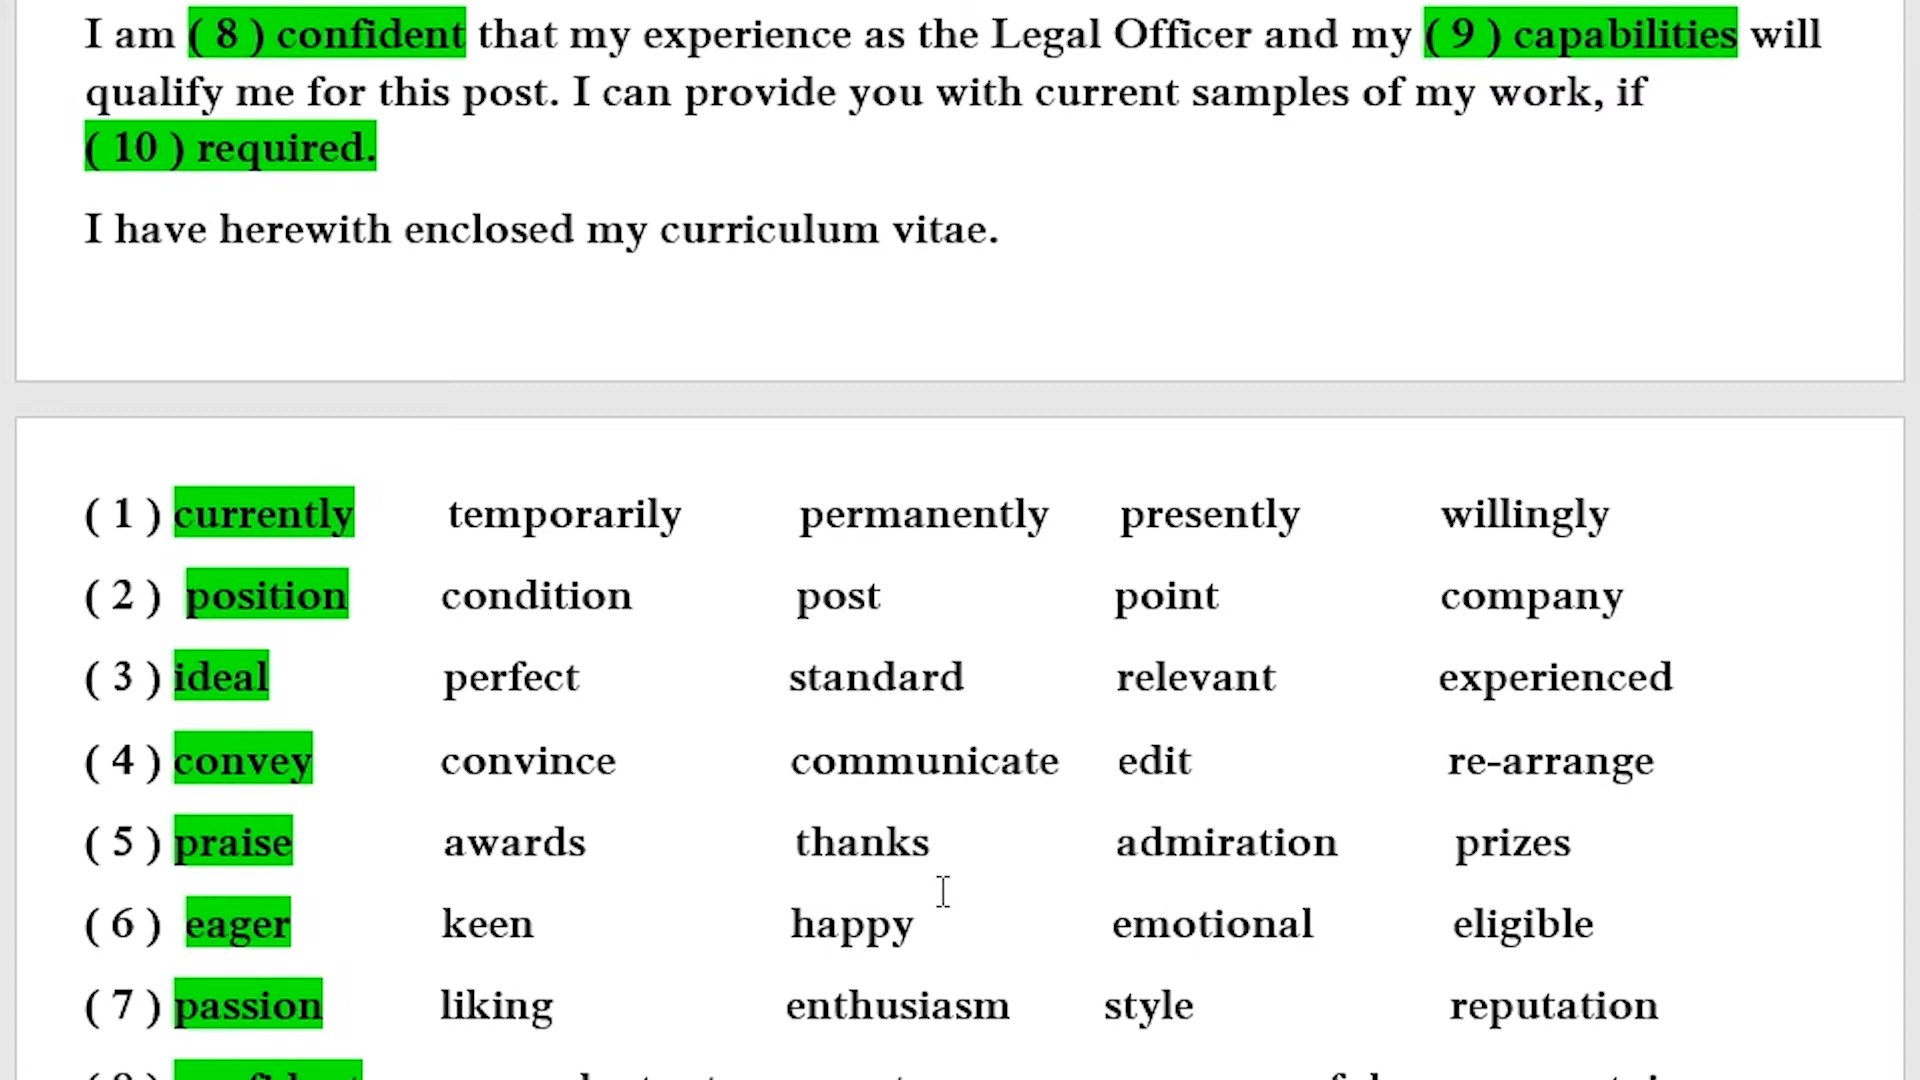 I am ( 8 ) confident that my experience as the Legal Officer and my ( 9 ) capabilities will
qualify me for this post. I can provide you with current samples of my work, if
( 10 ) required.
I have herewith enclosed my curriculum vitae.
( 1 ) currently temporarily permanently presently willingly
( 2 ) position condition post point company
( 3 ) ideal perfect standard relevant experienced
( 4 ) convey convince communicate edit re-arrange
( 5 ) praise awards thanks admiration prizes
( 6 ) eager keen happy emotional eligible
( 7 ) passion liking enthusiasm style reputation